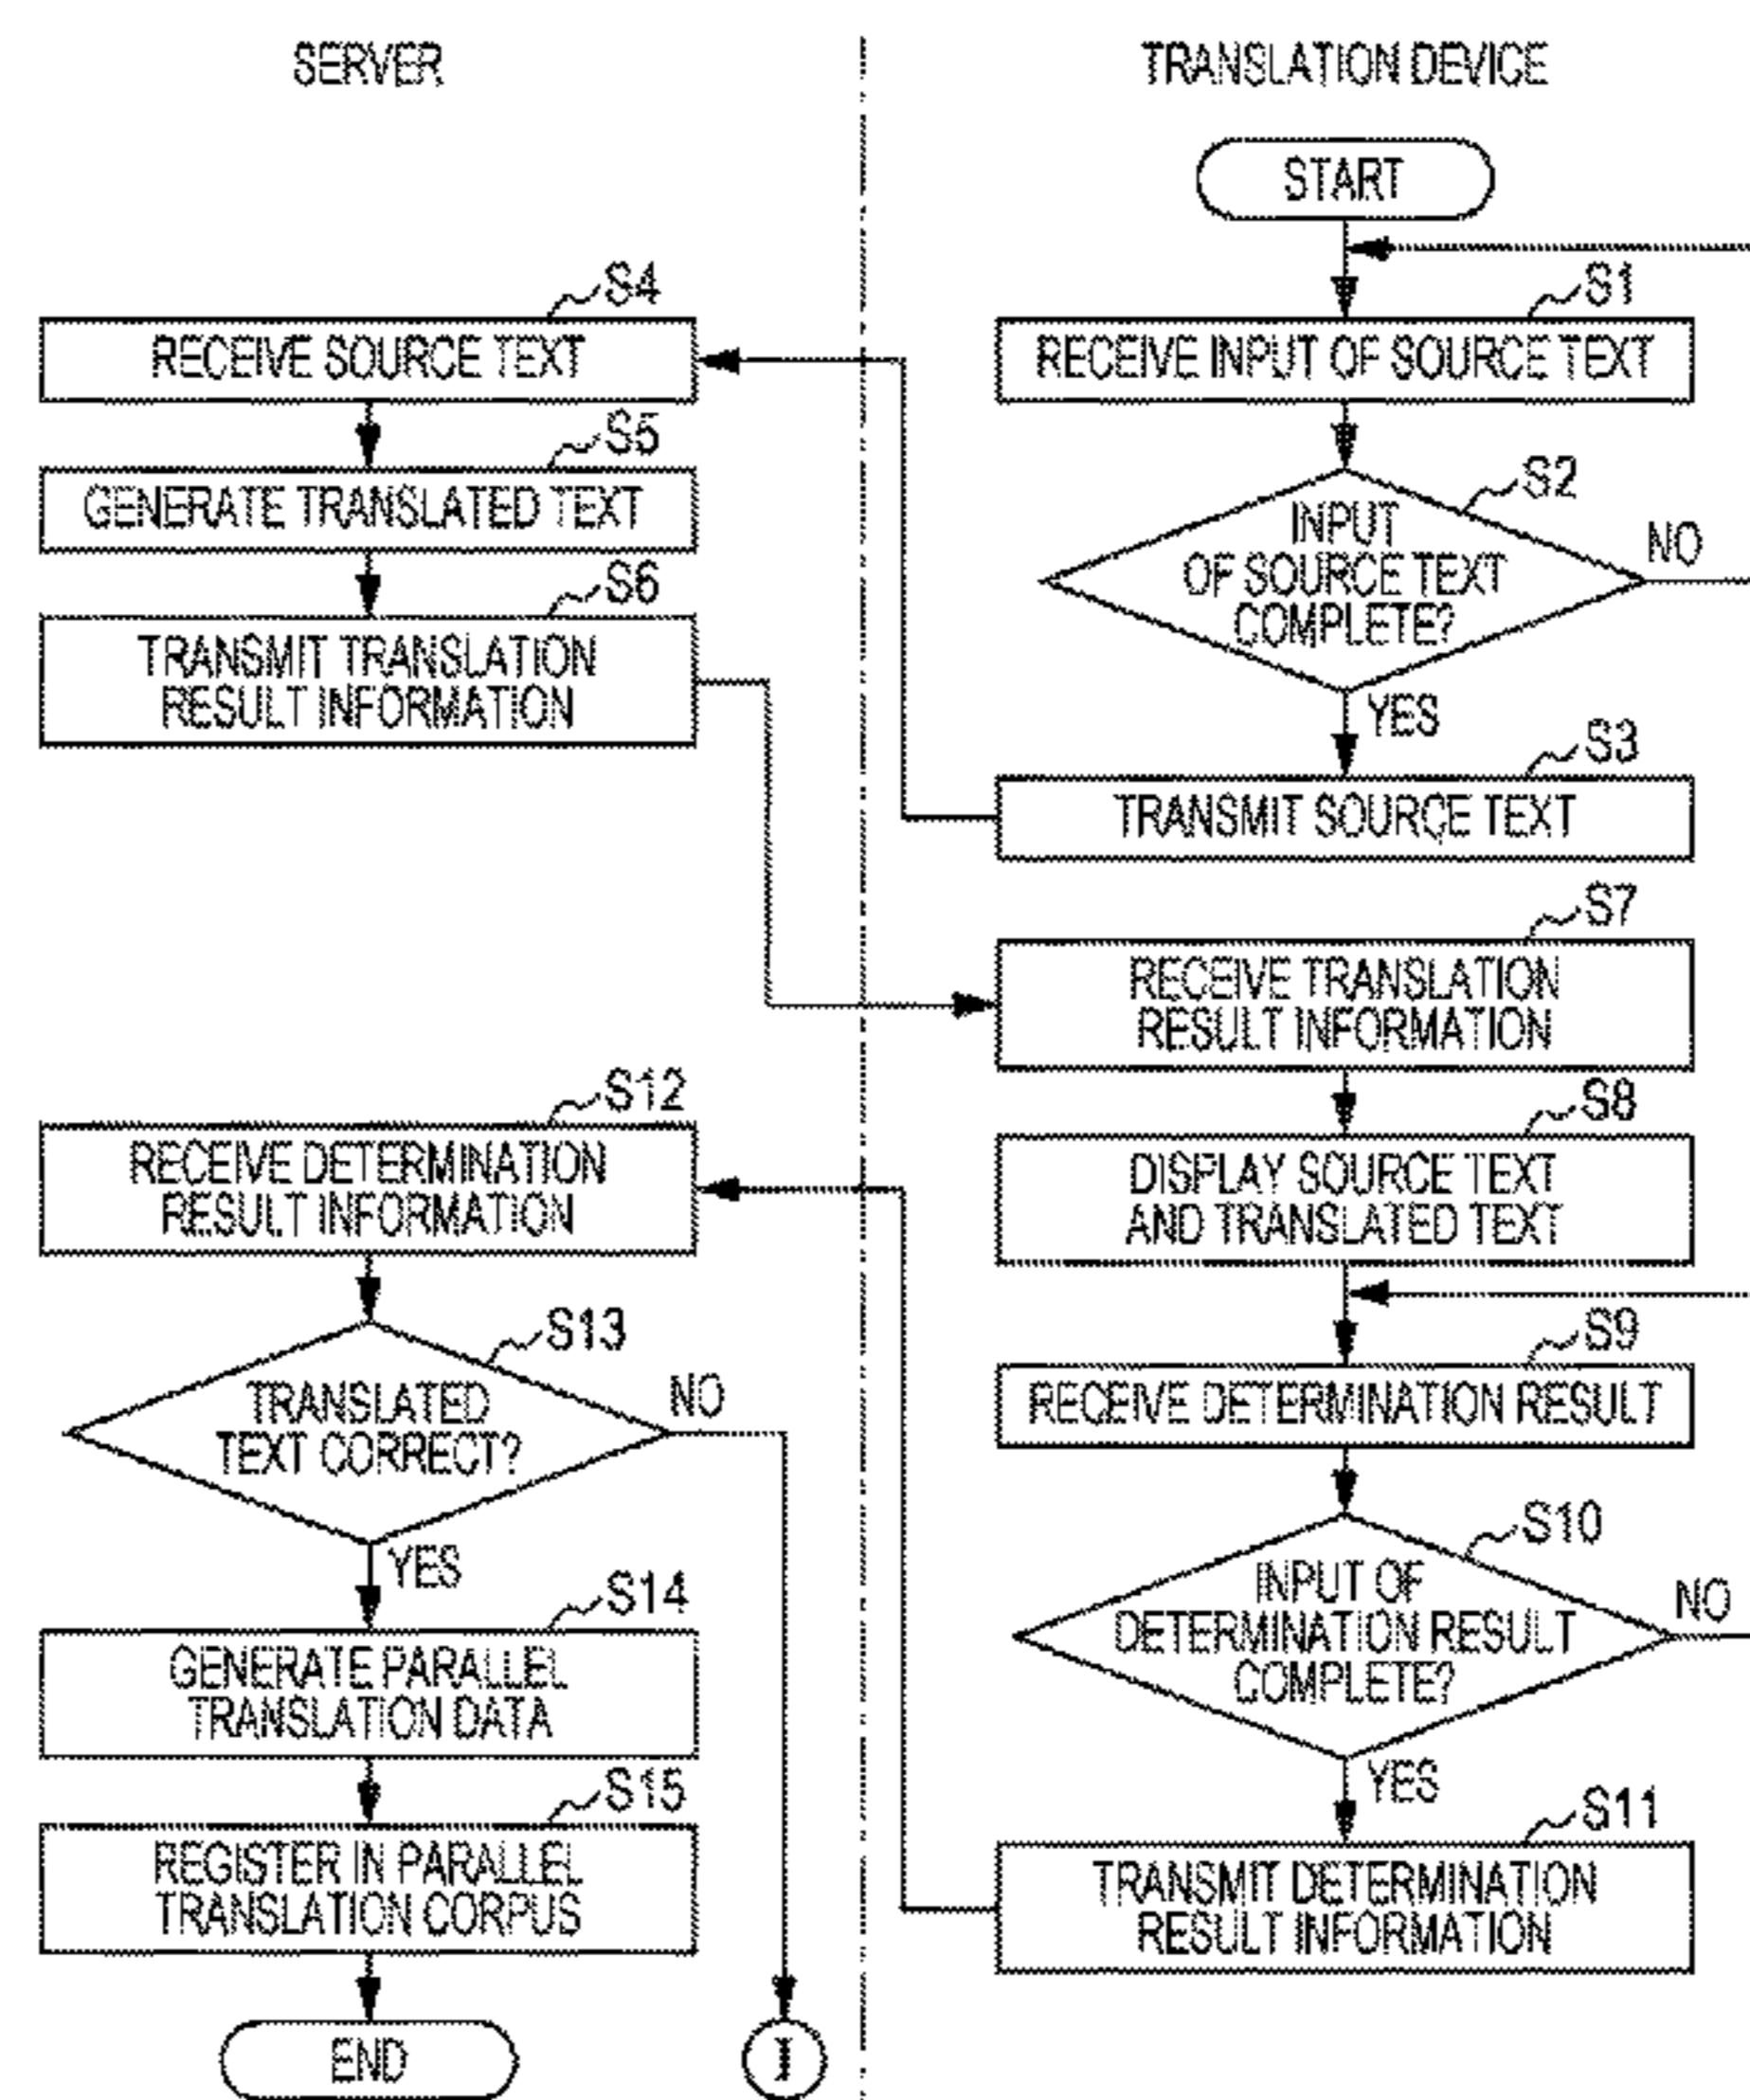 SERVER
TRANSLATION DEVICE
START
S1
RECEIVE INPUT OF SOURCE TEXT
S2
INPUT
OF SOURCE TEXT
COMPLETE?
NO
YES
S3
TRANSMIT SOURCE TEXT
S4
RECEIVE SOURCE TEXT
S5
GENERATE TRANSLATED TEXT
S6
TRANSMIT TRANSLATION
RESULT INFORMATION
S7
RECEIVE TRANSLATION
RESULT INFORMATION
S8
DISPLAY SOURCE TEXT
AND TRANSLATED TEXT
S9
RECEIVE DETERMINATION RESULT
S10
INPUT OF
DETERMINATION RESULT
COMPLETE?
NO
YES
S11
TRANSMIT DETERMINATION
RESULT INFORMATION
S12
RECEIVE DETERMINATION
RESULT INFORMATION
S13
TRANSLATED
TEXT CORRECT?
NO
YES
S14
GENERATE PARALLEL
TRANSLATION DATA
S15
REGISTER IN PARALLEL
TRANSLATION CORPUS
END
I